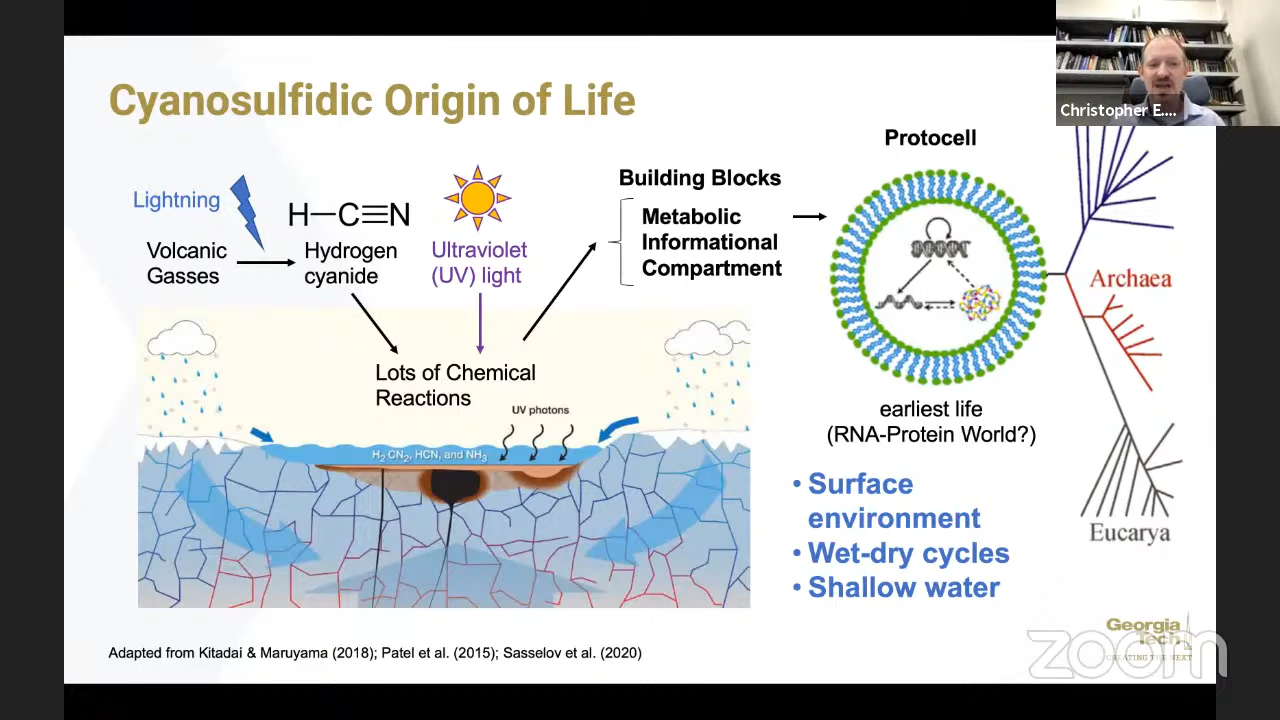 Cyanosulfidic Origin of Life
Christopher E....
Lightning
Volcanic
Gasses
H—C≡N
Hydrogen
cyanide
Ultraviolet
(UV) light
Building Blocks
Metabolic
Informational
Compartment
Protocell
Archaea
Lots of Chemical
Reactions
UV photons
H₂CN₂, HCN, and NH₃
earliest life
(RNA-Protein World?)
• Surface
environment
• Wet-dry cycles
• Shallow water
Eucarya
Adapted from Kitadai & Maruyama (2018); Patel et al. (2015); Sasselov et al. (2020)
Georgia
Tech
CREATING THE NEXT
zoom